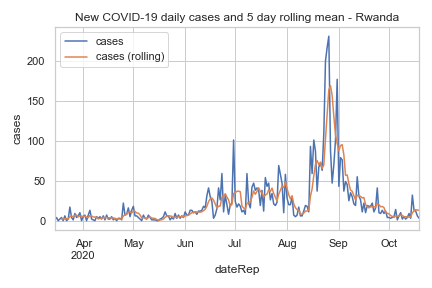 New COVID-19 daily cases and 5 day rolling mean - Rwanda
cases
cases (rolling)
200
150
100
50
0
cases
Apr
2020
May
Jun
Jul
Aug
Sep
Oct
dateRep